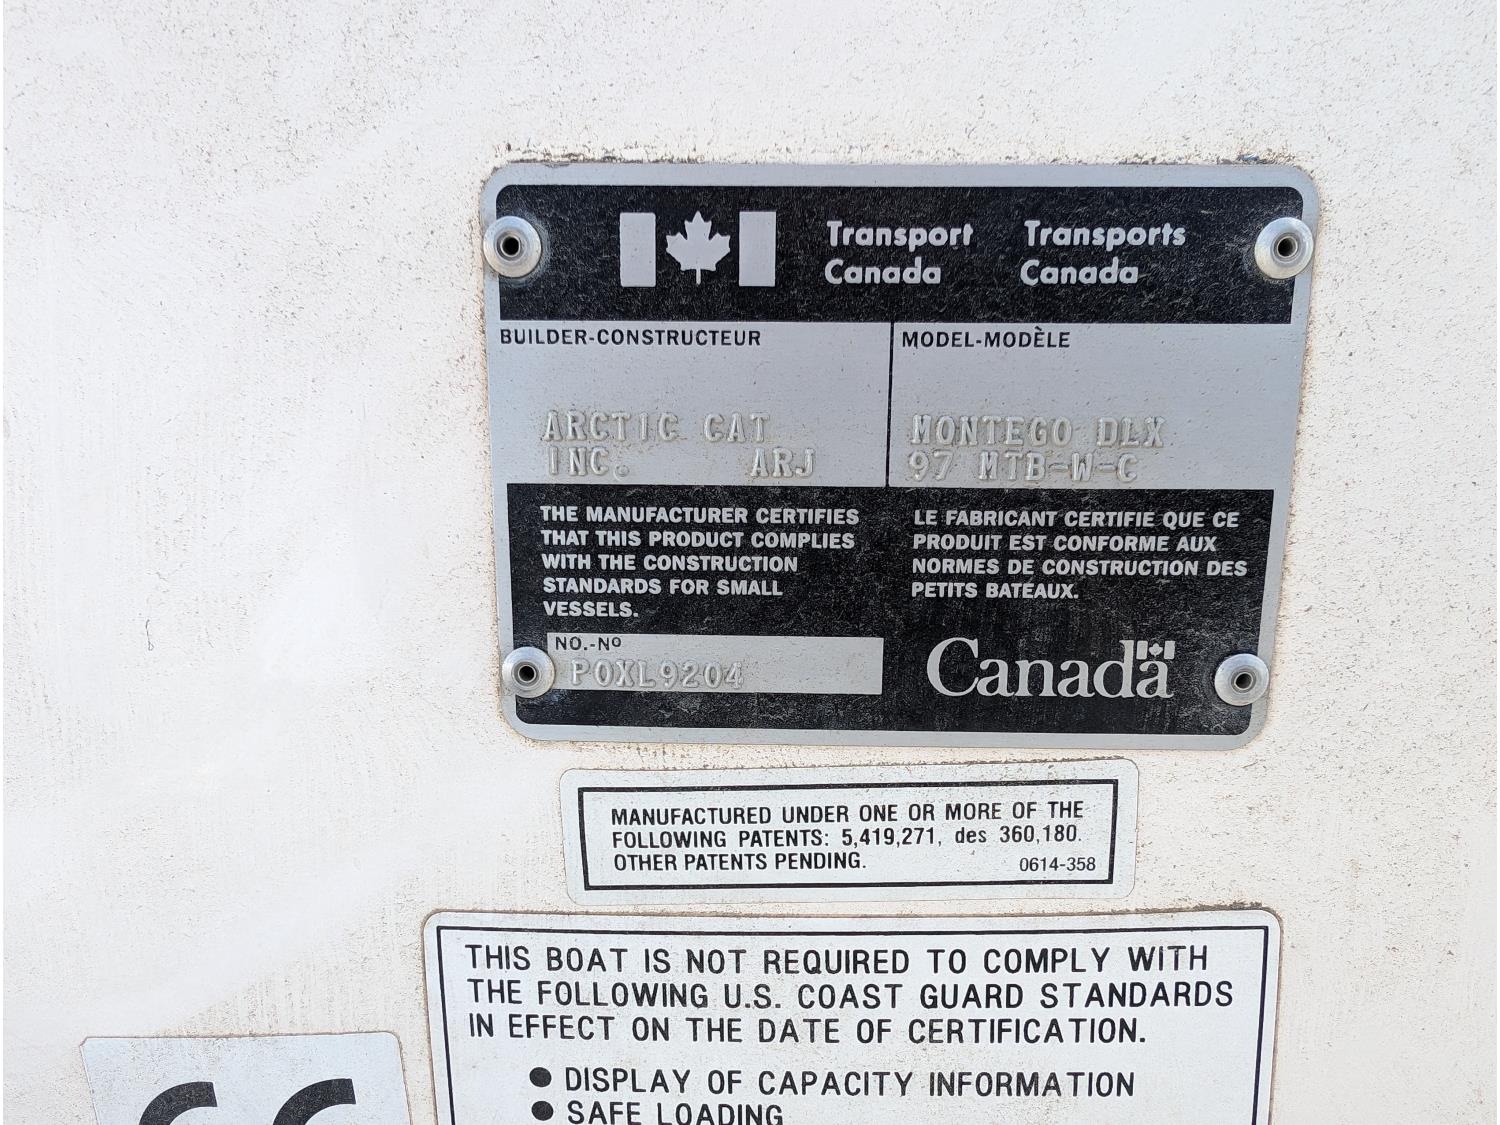 Transport Transports
Canada Canada
BUILDER-CONSTRUCTEUR
ARCTIC CAT
INC. ARJ
MODEL-MODÈLE
MONTEGO DLX
97 MTB-W-C
THE MANUFACTURER CERTIFIES
THAT THIS PRODUCT COMPLIES
WITH THE CONSTRUCTION
STANDARDS FOR SMALL
VESSELS.
LE FABRICANT CERTIFIE QUE CE
PRODUIT EST CONFORME AUX
NORMES DE CONSTRUCTION DES
PETITS BATEAUX.
NO.-Nº
POXL9204
Canada
MANUFACTURED UNDER ONE OR MORE OF THE
FOLLOWING PATENTS: 5,419,271, des 360,180.
OTHER PATENTS PENDING. 0614-358
THIS BOAT IS NOT REQUIRED TO COMPLY WITH
THE FOLLOWING U.S. COAST GUARD STANDARDS
IN EFFECT ON THE DATE OF CERTIFICATION.
● DISPLAY OF CAPACITY INFORMATION
● SAFE LOADING